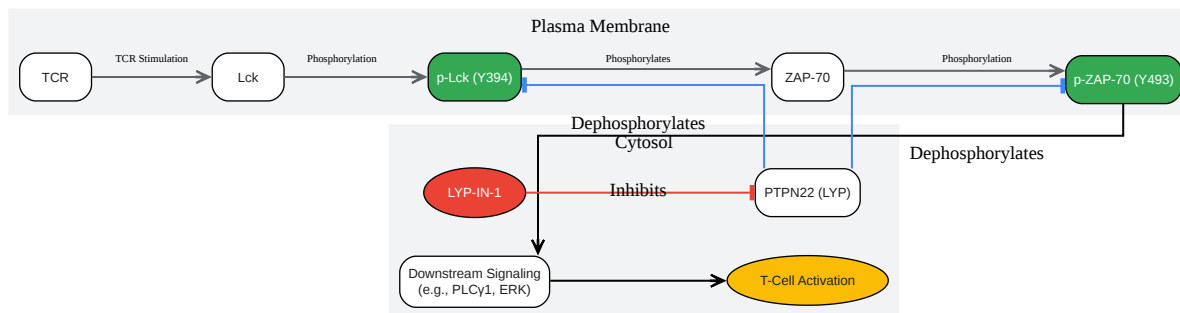 Plasma Membrane
TCR
TCR Stimulation
Lck
Phosphorylation
p-Lck (Y394)
Phosphorylates
ZAP-70
Phosphorylation
p-ZAP-70 (Y493)
Dephosphorylates
Cytosol
Dephosphorylates
LYP-IN-1
Inhibits
PTPN22 (LYP)
Downstream Signaling
(e.g., PLCγ1, ERK)
T-Cell Activation